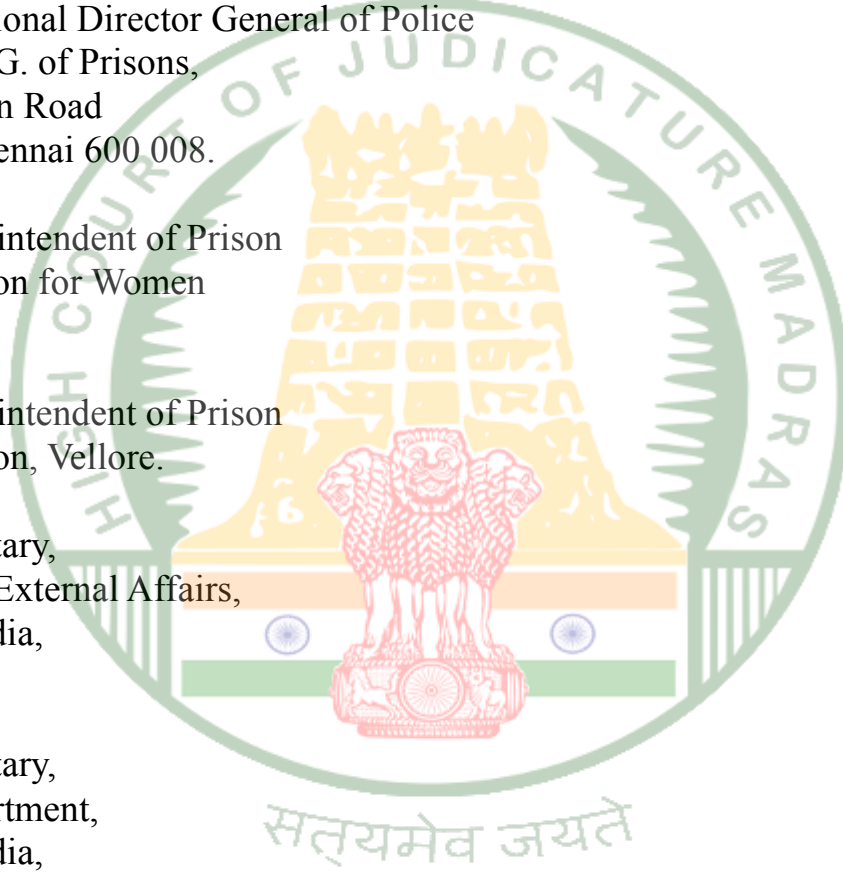 ional Director General of Police
G. of Prisons,
n Road
ennai 600 008.
intendent of Prison
on for Women
intendent of Prison
on, Vellore.
tary,
External Affairs,
dia,
tary,
rtment,
dia,
HIGH COURT OF JUDICATURE MADRAS
सत्यमेव जयते